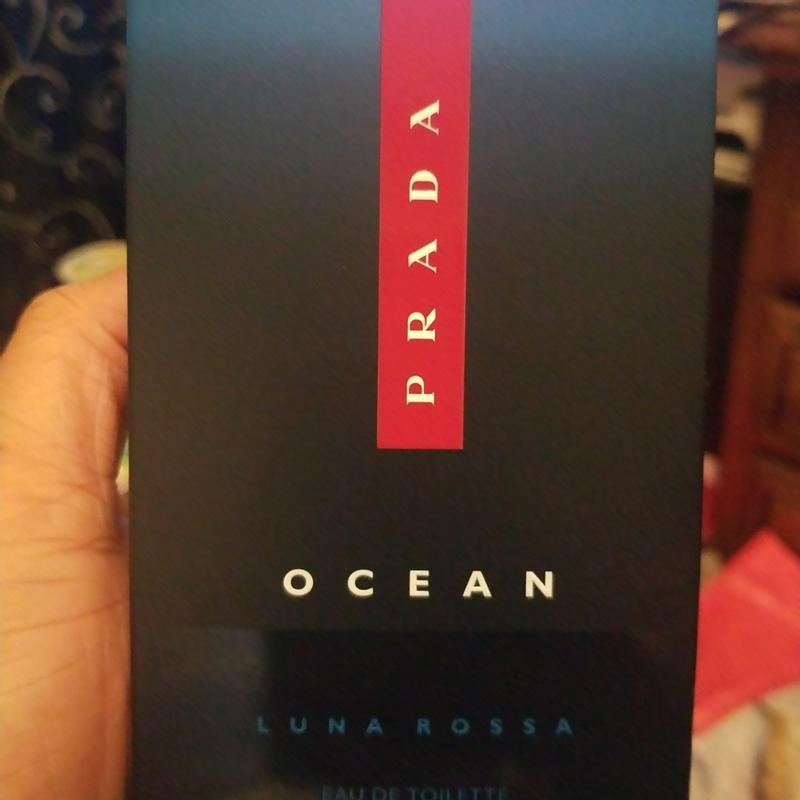 PRADA
OCEAN
LUNA ROSSA
EAU DE TOILETTE